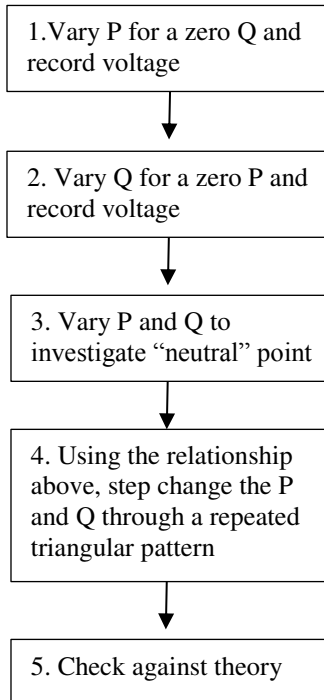 1.Vary P for a zero Q and
record voltage
2. Vary Q for a zero P and
record voltage
3. Vary P and Q to
investigate “neutral” point
4. Using the relationship
above, step change the P
and Q through a repeated
triangular pattern
5. Check against theory